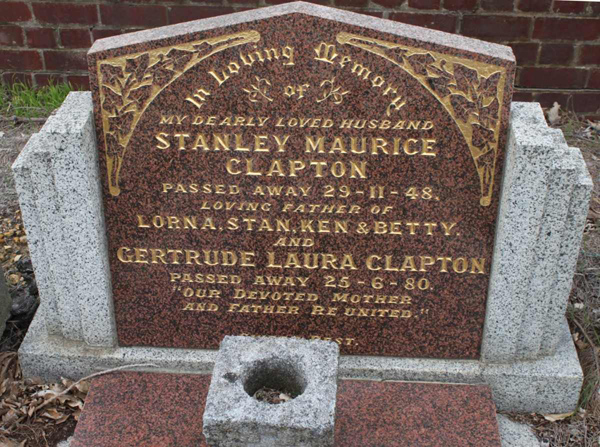 In Loving Memory
of
MY DEARLY LOVED HUSBAND
STANLEY MAURICE
CLAPTON
PASSED AWAY 29-11-48.
LOVING FATHER OF
LORNA, STAN, KEN & BETTY.
AND
GERTRUDE LAURA CLAPTON
PASSED AWAY 25-6-80.
"OUR DEVOTED MOTHER
AND FATHER RE UNITED."